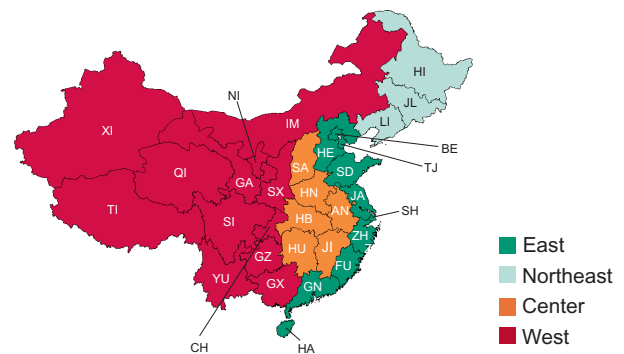 HI
JL
NI
LI
IM
XI
BE
HE
TJ
SA
QI
SD
GA
SX
HN
JA
TI
AN
SH
HB
SI
ZH
HU
JI
GZ
FU
YU
GX
GN
CH
HA
East
Northeast
Center
West